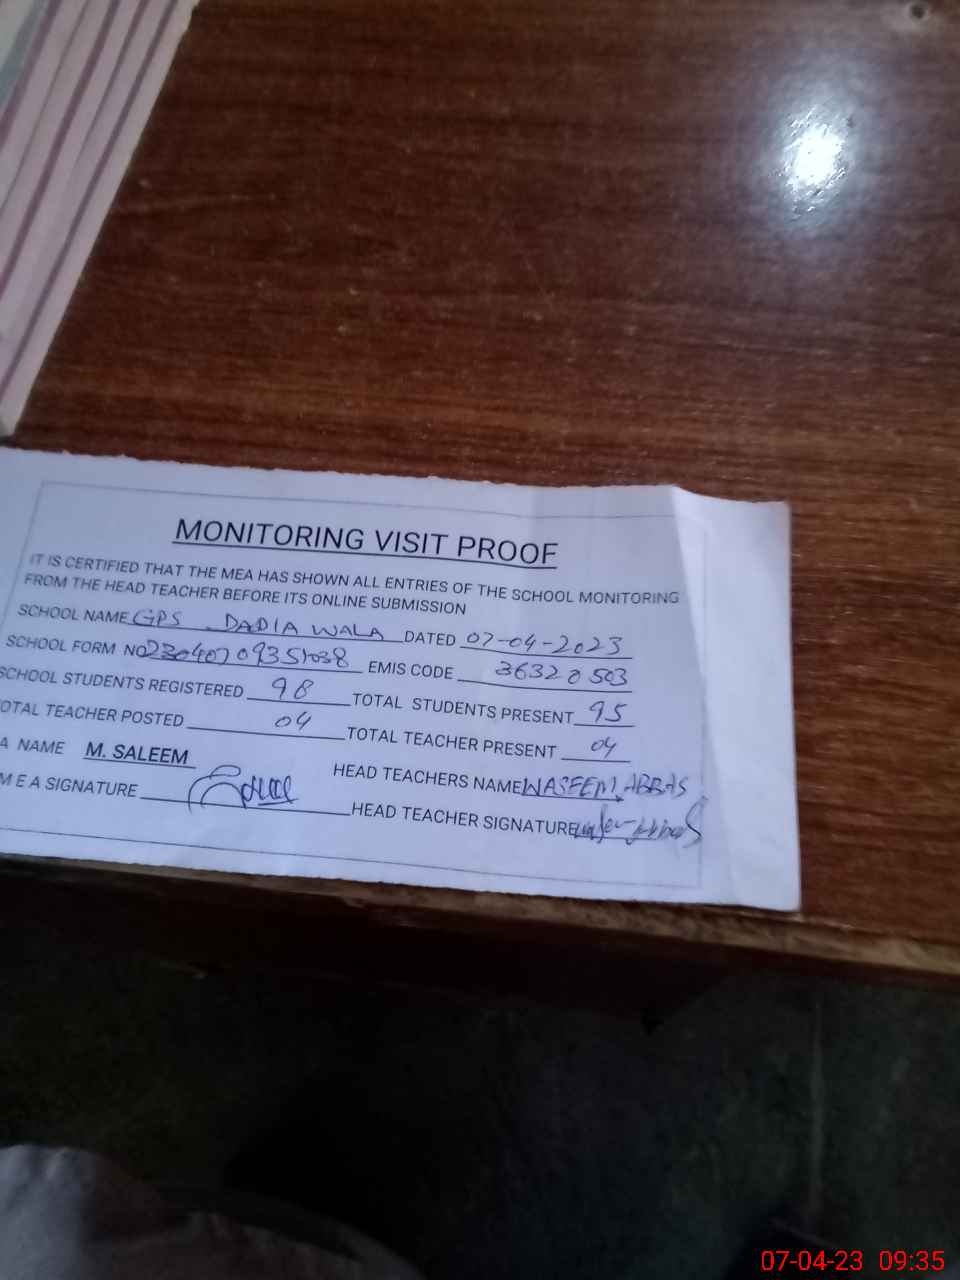 MONITORING VISIT PROOF
IT IS CERTIFIED THAT THE MEA HAS SHOWN ALL ENTRIES OF THE SCHOOL MONITORING
FROM THE HEAD TEACHER BEFORE ITS ONLINE SUBMISSION
SCHOOL NAME GPS DADIA WALA DATED 07-04-2023
SCHOOL FORM NO EMIS CODE 36320503
SCHOOL STUDENTS REGISTERED 98 TOTAL STUDENTS PRESENT 95
OTAL TEACHER POSTED 04 TOTAL TEACHER PRESENT 04
A NAME M. SALEEM HEAD TEACHERS NAME WASEEM ABBAS
M E A SIGNATURE HEAD TEACHER SIGNATURE
07-04-23 09:35